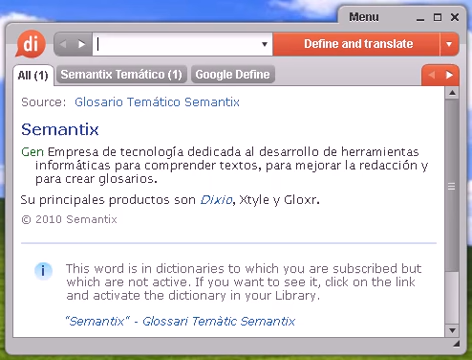 Menu
di
Define and translate
All (1)
Semantix Temático (1)
Google Define
Source: Glosario Temático Semantix
Semantix
Gen Empresa de tecnología dedicada al desarrollo de herramientas
informáticas para comprender textos, para mejorar la redacción y
para crear glosarios.
Su principales productos son Dixio, Xtyle y Gloxr.
© 2010 Semantix
i
This word is in dictionaries to which you are subscribed but
which are not active. If you want to see it, click on the link
and activate the dictionary in your Library.
"Semantix" - Glossari Temàtic Semantix